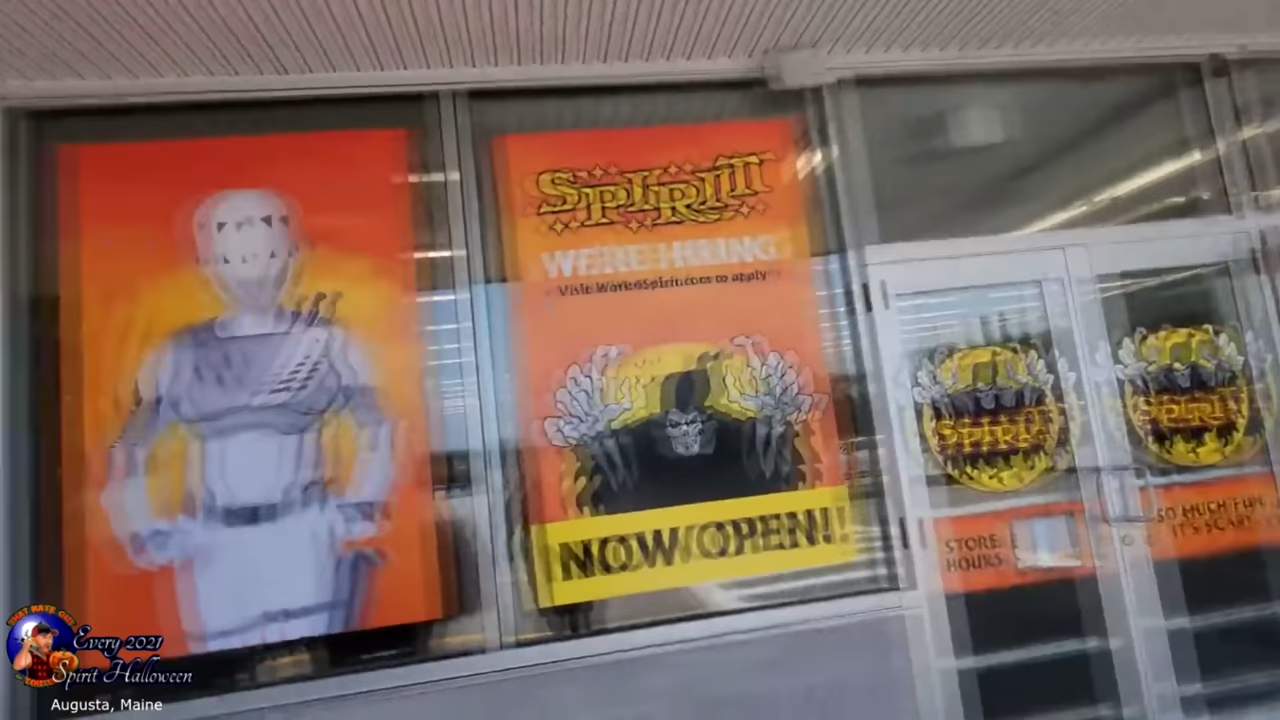 SPIRIT
WE'RE HIRING
Visit WorkatSpirit.com to apply
NOW OPEN!!
SPIRIT
SPIRIT
STORE
HOURS
SO MUCH FUN
IT'S SCARY
Every 2021
Spirit Halloween
Augusta, Maine